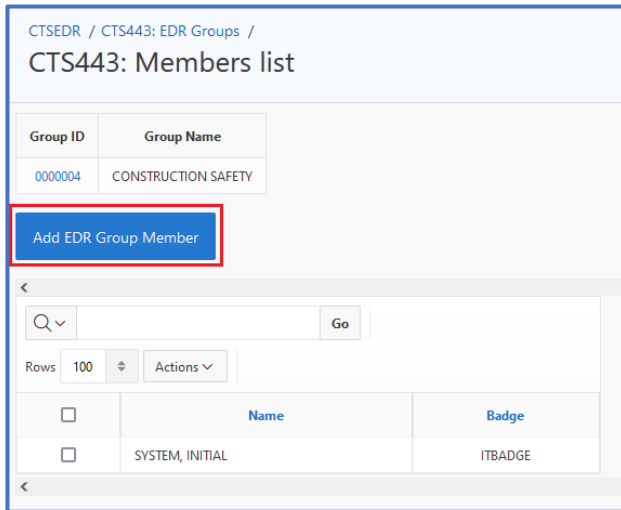 CTSEDR / CTS443: EDR Groups /
CTS443: Members list
Group ID Group Name
0000004 CONSTRUCTION SAFETY
Add EDR Group Member
Go
Rows 100 Actions
Name Badge
SYSTEM, INITIAL ITBADGE